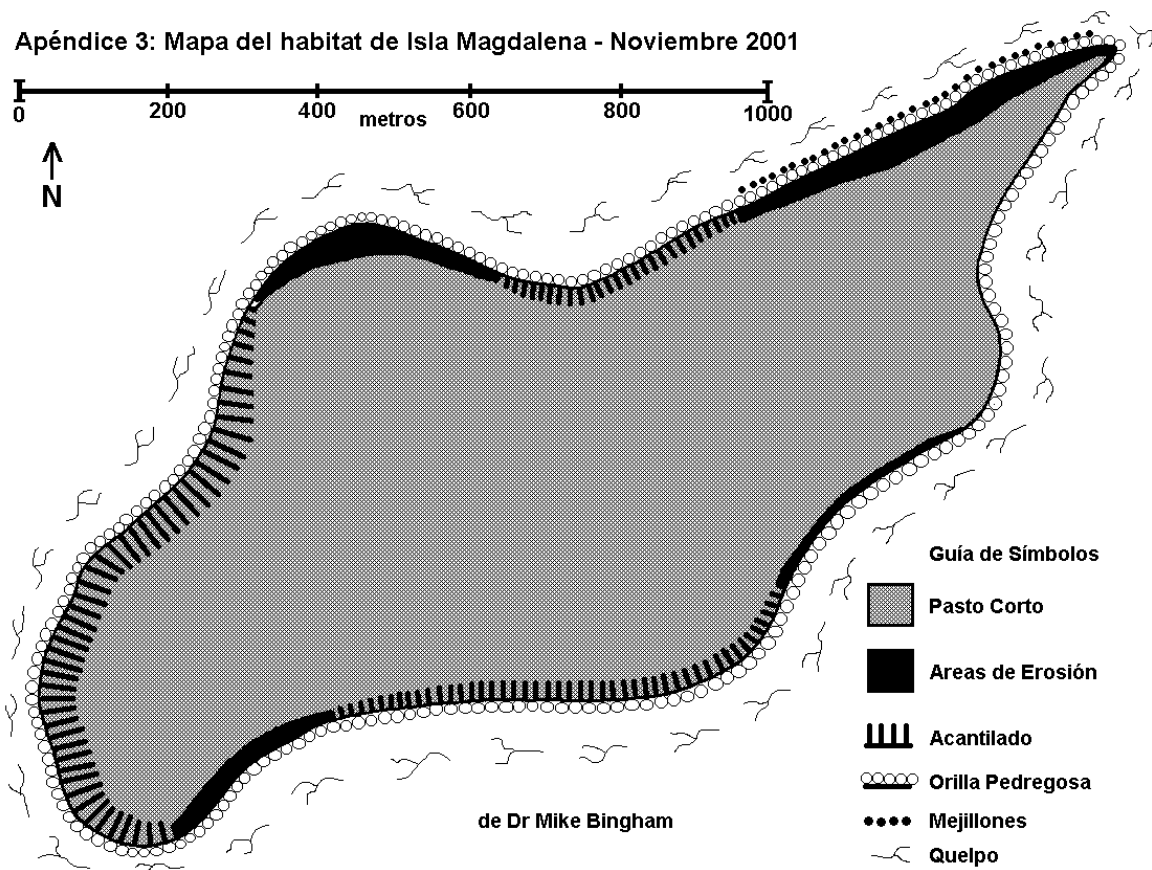 Apéndice 3: Mapa del habitat de Isla Magdalena - Noviembre 2001
0 200 400 600 800 1000
metros
N
Guía de Símbolos
Pasto Corto
Areas de Erosión
Acantilado
Orilla Pedregosa
Mejillones
Quelpo
de Dr Mike Bingham